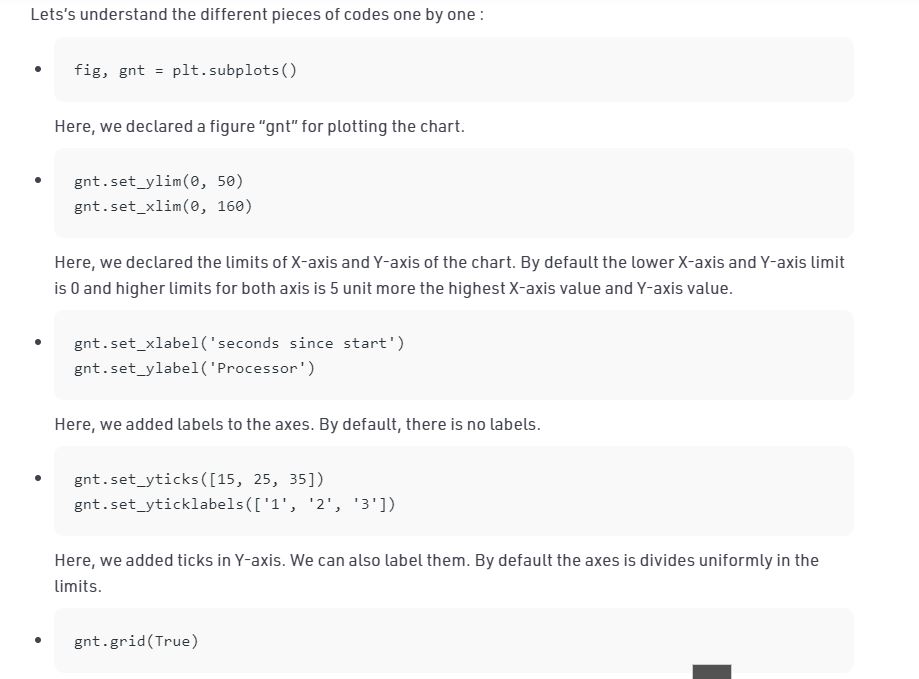 Lets’s understand the different pieces of codes one by one :
fig, gnt = plt.subplots()
Here, we declared a figure “gnt” for plotting the chart.
gnt.set_ylim(0, 50)
gnt.set_xlim(0, 160)
Here, we declared the limits of X-axis and Y-axis of the chart. By default the lower X-axis and Y-axis limit
is 0 and higher limits for both axis is 5 unit more the highest X-axis value and Y-axis value.
gnt.set_xlabel('seconds since start')
gnt.set_ylabel('Processor')
Here, we added labels to the axes. By default, there is no labels.
gnt.set_yticks([15, 25, 35])
gnt.set_yticklabels(['1', '2', '3'])
Here, we added ticks in Y-axis. We can also label them. By default the axes is divides uniformly in the
limits.
gnt.grid(True)